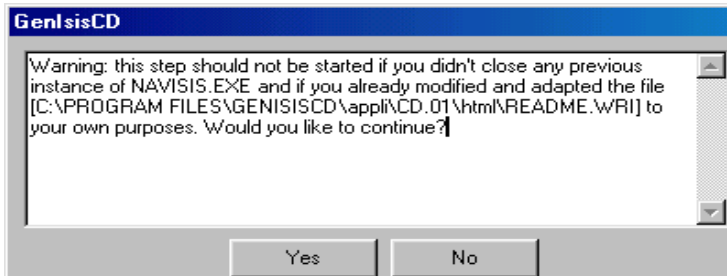 GenIsisCD
Warning: this step should not be started if you didn't close any previous
instance of NAVISIS.EXE and if you already modified and adapted the file
[C:\PROGRAM FILES\GENISISCD\appli\CD.01\html\README.WRI] to
your own purposes. Would you like to continue?
Yes
No